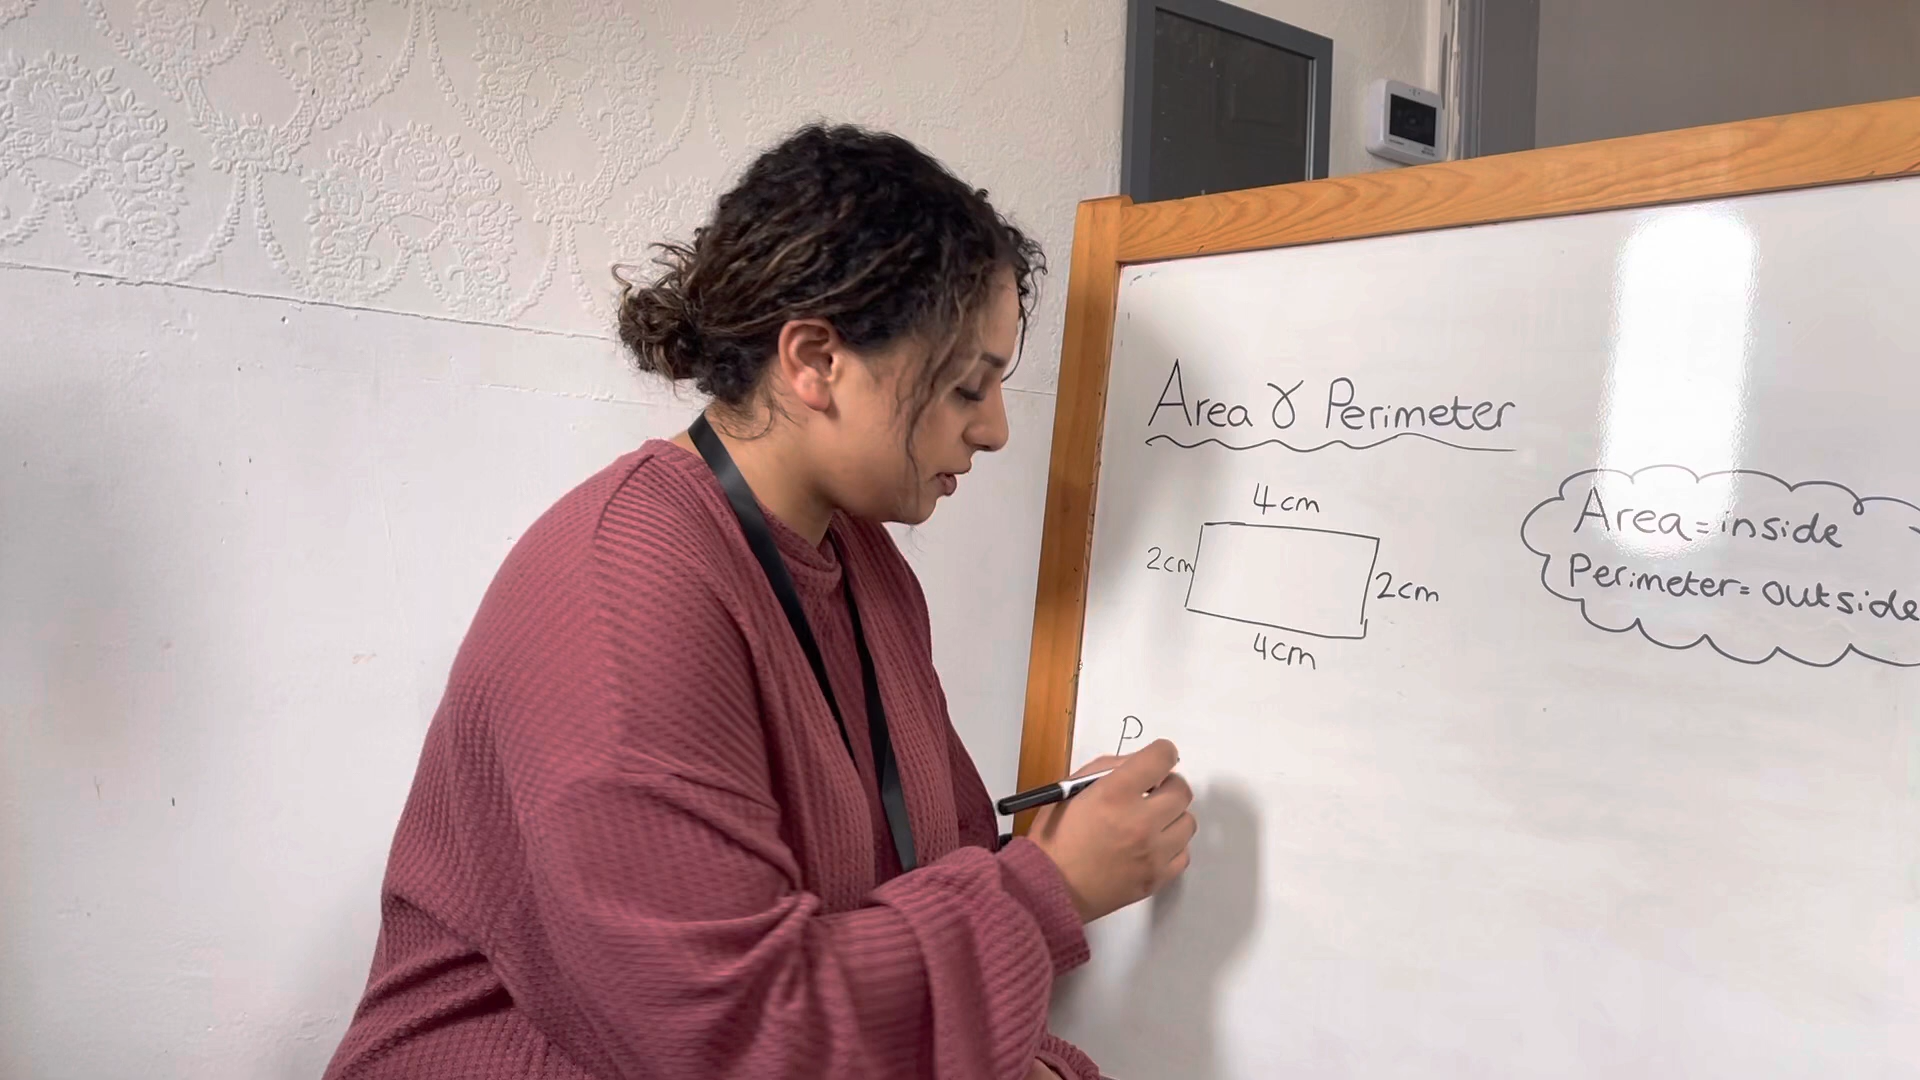 Area & Perimeter
4cm
2cm
2cm
4cm
P
Area = inside
Perimeter = outside